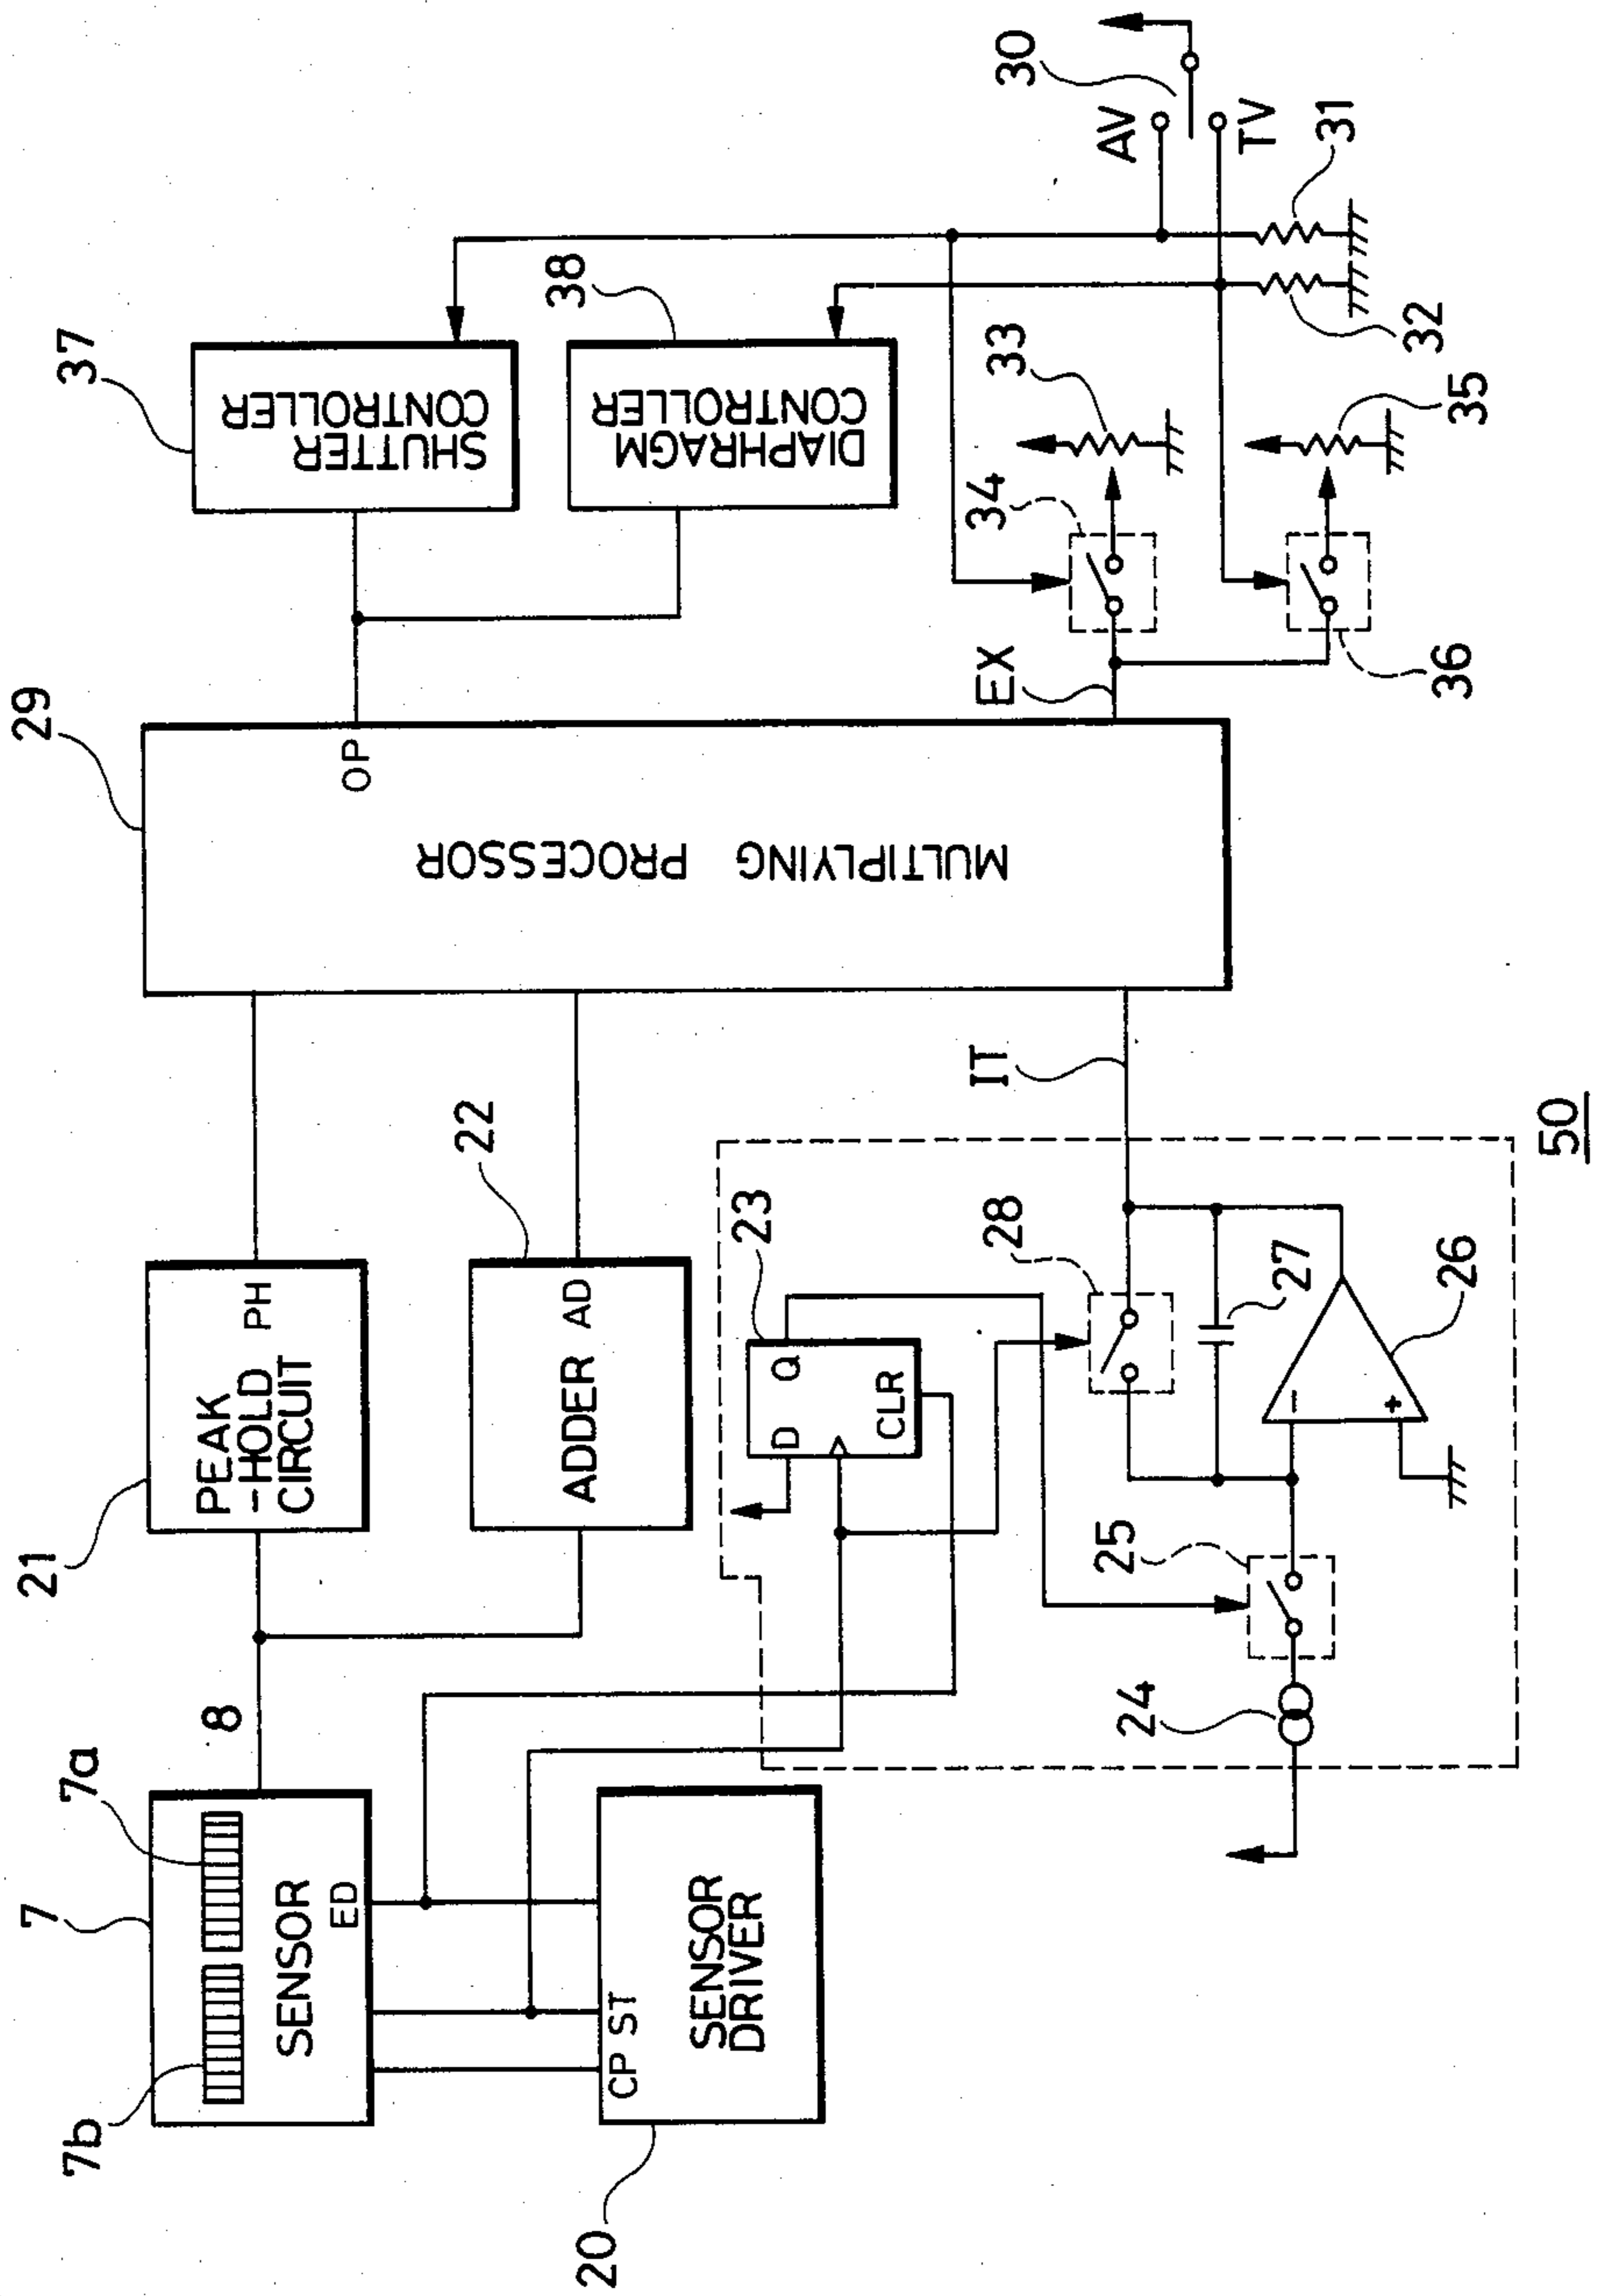 7b
7
7a
SENSOR
ED
8
20
CP ST
SENSOR
DRIVER
21
PEAK
-HOLD
CIRCUIT
PH
22
ADDER AD
23
D
Q
CLR
24
25
28
27
-
+
26
50
IT
29
OP
MULTIPLYING PROCESSOR
EX
37
SHUTTER
CONTROLLER
38
DIAPHRAGM
CONTROLLER
34
33
36
35
32
31
AV
30
TV